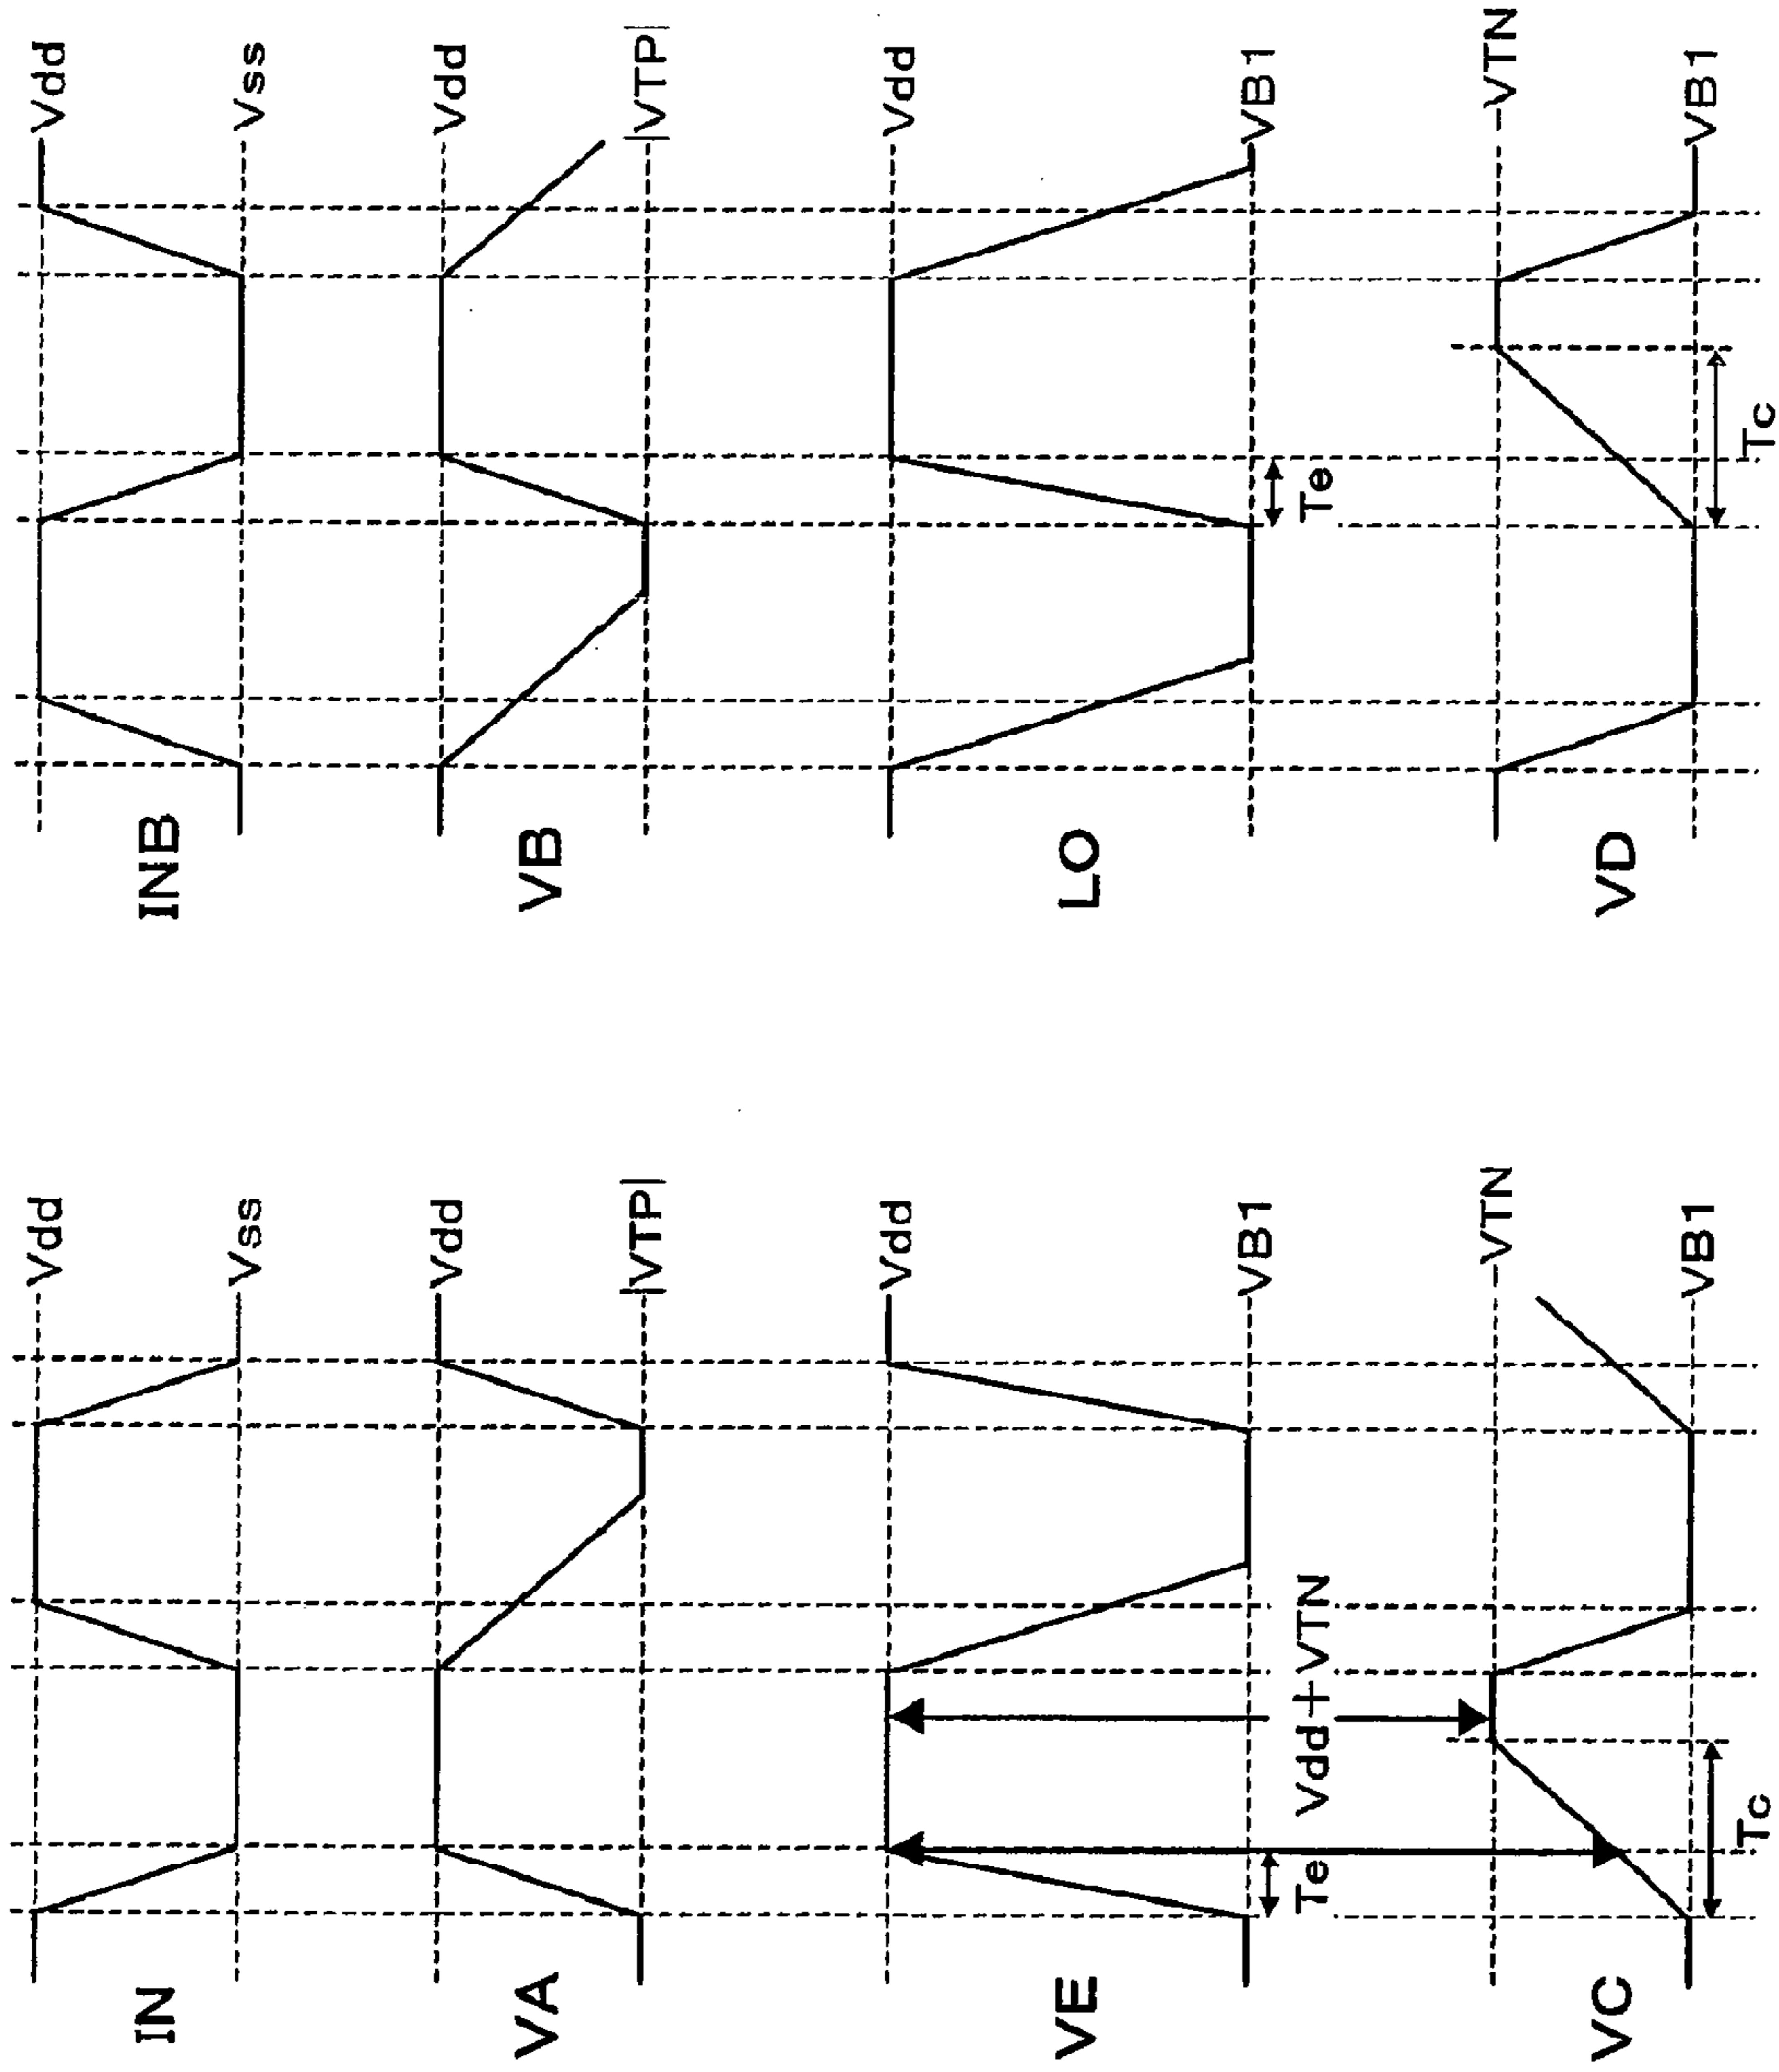 Vdd
IN
Vss
Vdd
VA
|VTP|
Vdd
VE
VB1
Te
Vdd+VTN
VTN
VC
VB1
Tc
Vdd
INB
Vss
Vdd
VB
|VTP|
Vdd
LO
VB1
Te
VTN
VD
VB1
Tc